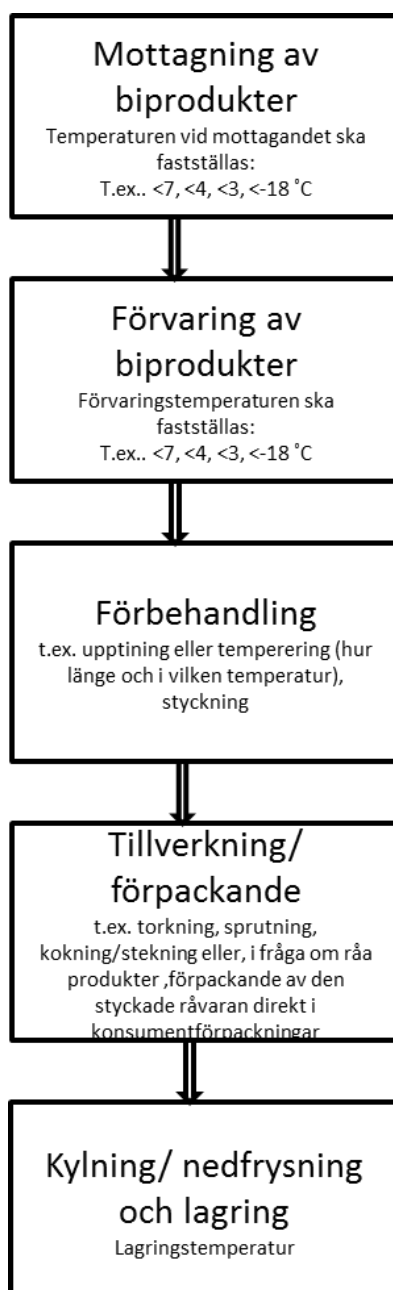 Mottagning av
biprodukter
Temperaturen vid mottagandet ska
fastställas:
T.ex.. <7, <4, <3, <-18 ˚C
Förvaring av
biprodukter
Förvaringstemperaturen ska
fastställas:
T.ex.. <7, <4, <3, <-18 ˚C
Förbehandling
t.ex. upptining eller temperering (hur
länge och i vilken temperatur),
styckning
Tillverkning/
förpackande
t.ex. torkning, sprutning,
kokning/stekning eller, i fråga om råa
produkter ,förpackande av den
styckade råvaran direkt i
konsumentförpackningar
Kylning/ nedfrysning
och lagring
Lagringstemperatur